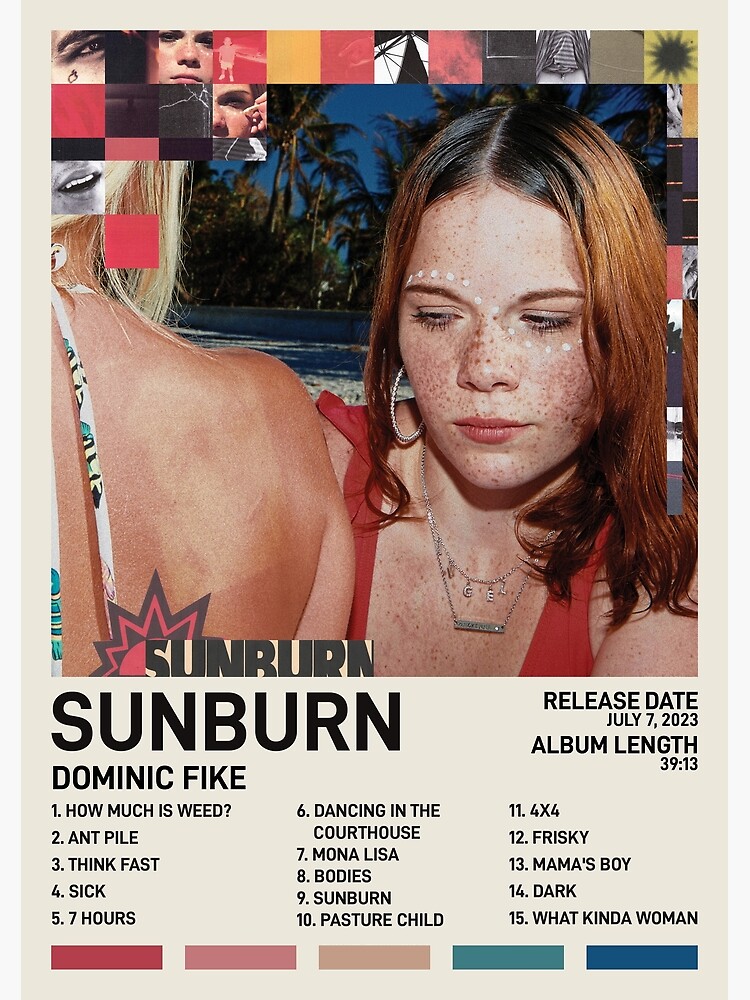 SUNBURN
SUNBURN
DOMINIC FIKE
RELEASE DATE
JULY 7, 2023
ALBUM LENGTH
39:13
1. HOW MUCH IS WEED?
2. ANT PILE
3. THINK FAST
4. SICK
5. 7 HOURS
6. DANCING IN THE
COURTHOUSE
7. MONA LISA
8. BODIES
9. SUNBURN
10. PASTURE CHILD
11. 4X4
12. FRISKY
13. MAMA'S BOY
14. DARK
15. WHAT KINDA WOMAN